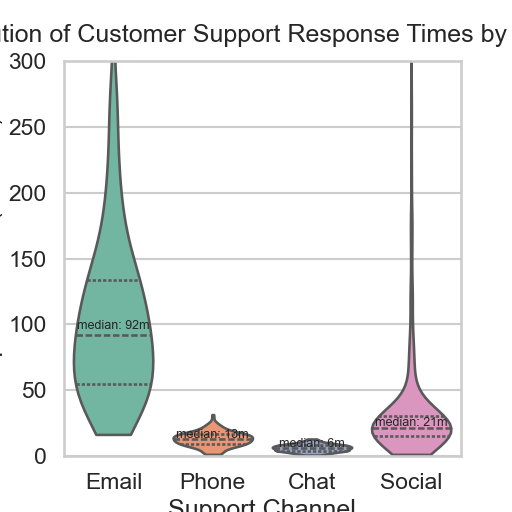 tion of Customer Support Response Times by
300
250
200
150
100
50
0
median: 92m
median: 13m
median: 6m
median: 21m
Email Phone Chat Social
Support Channel